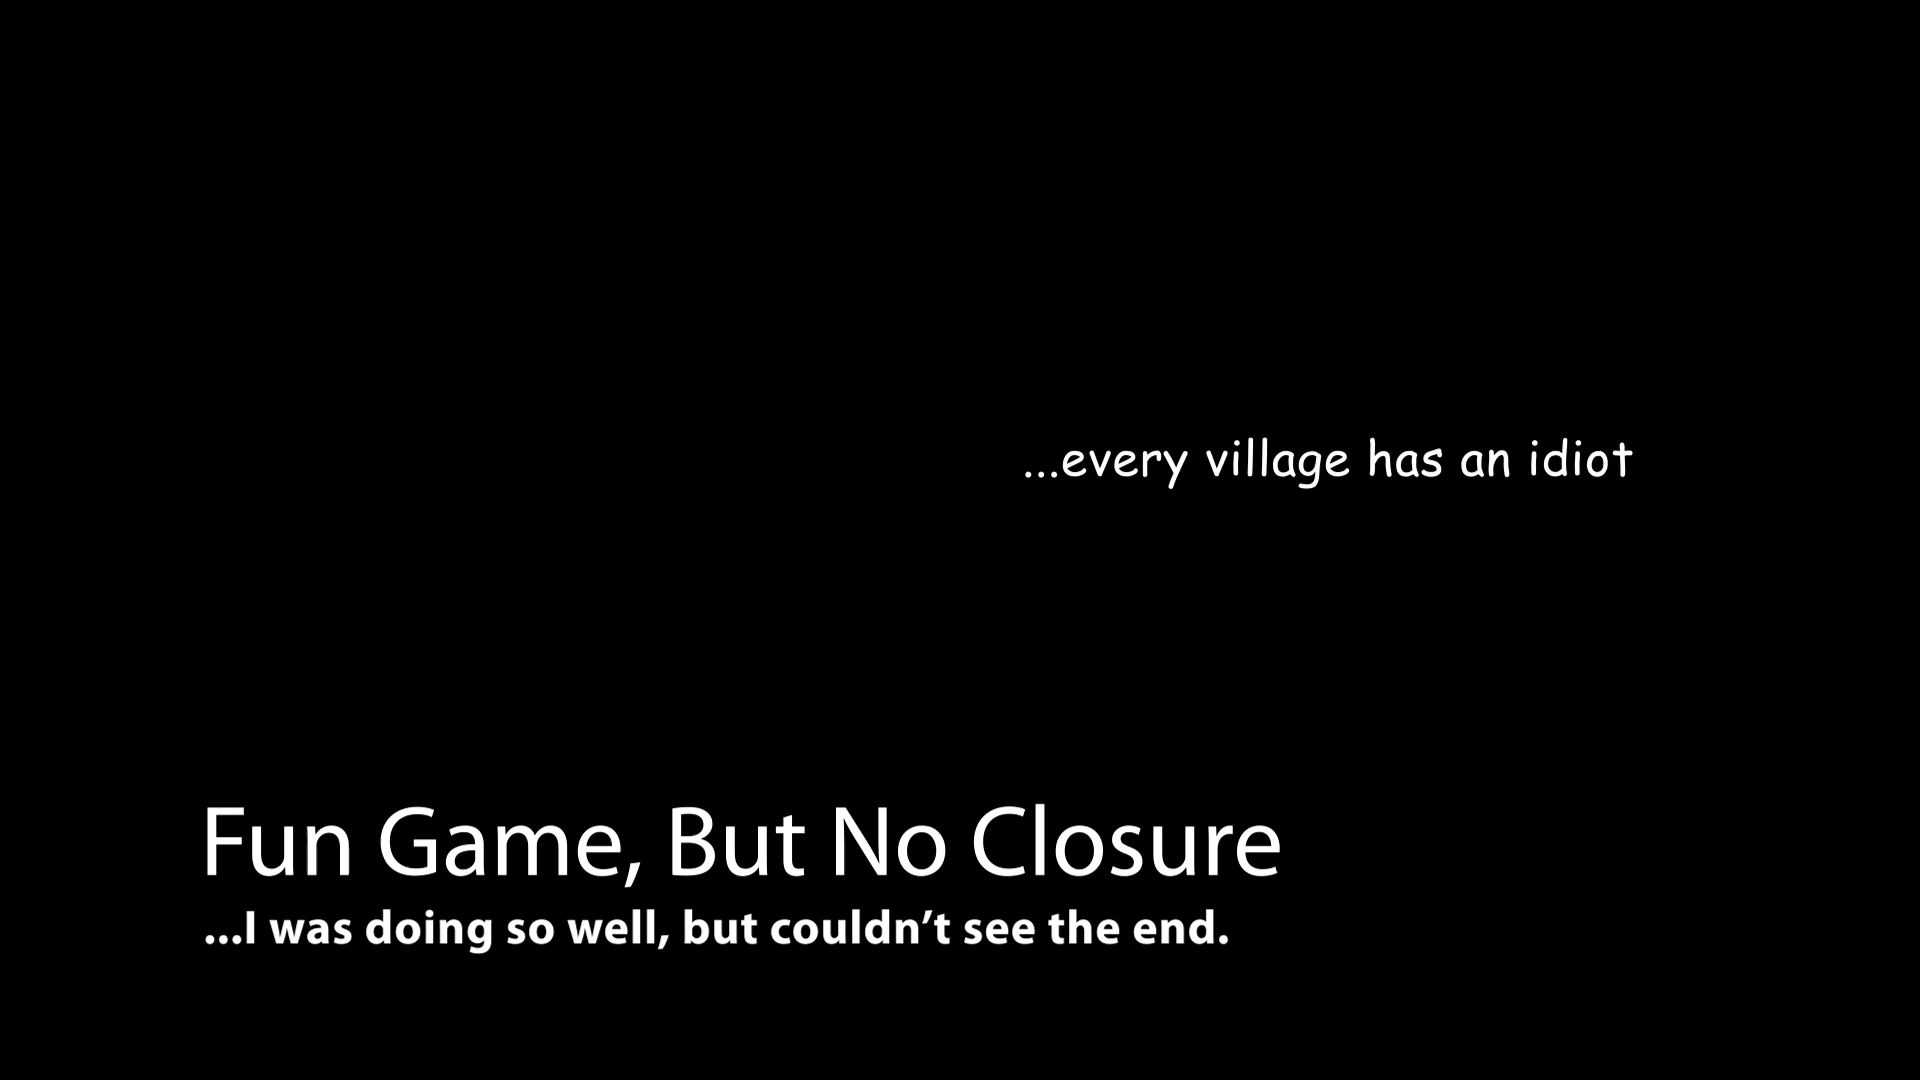 ...every village has an idiot
Fun Game, But No Closure
...I was doing so well, but couldn’t see the end.